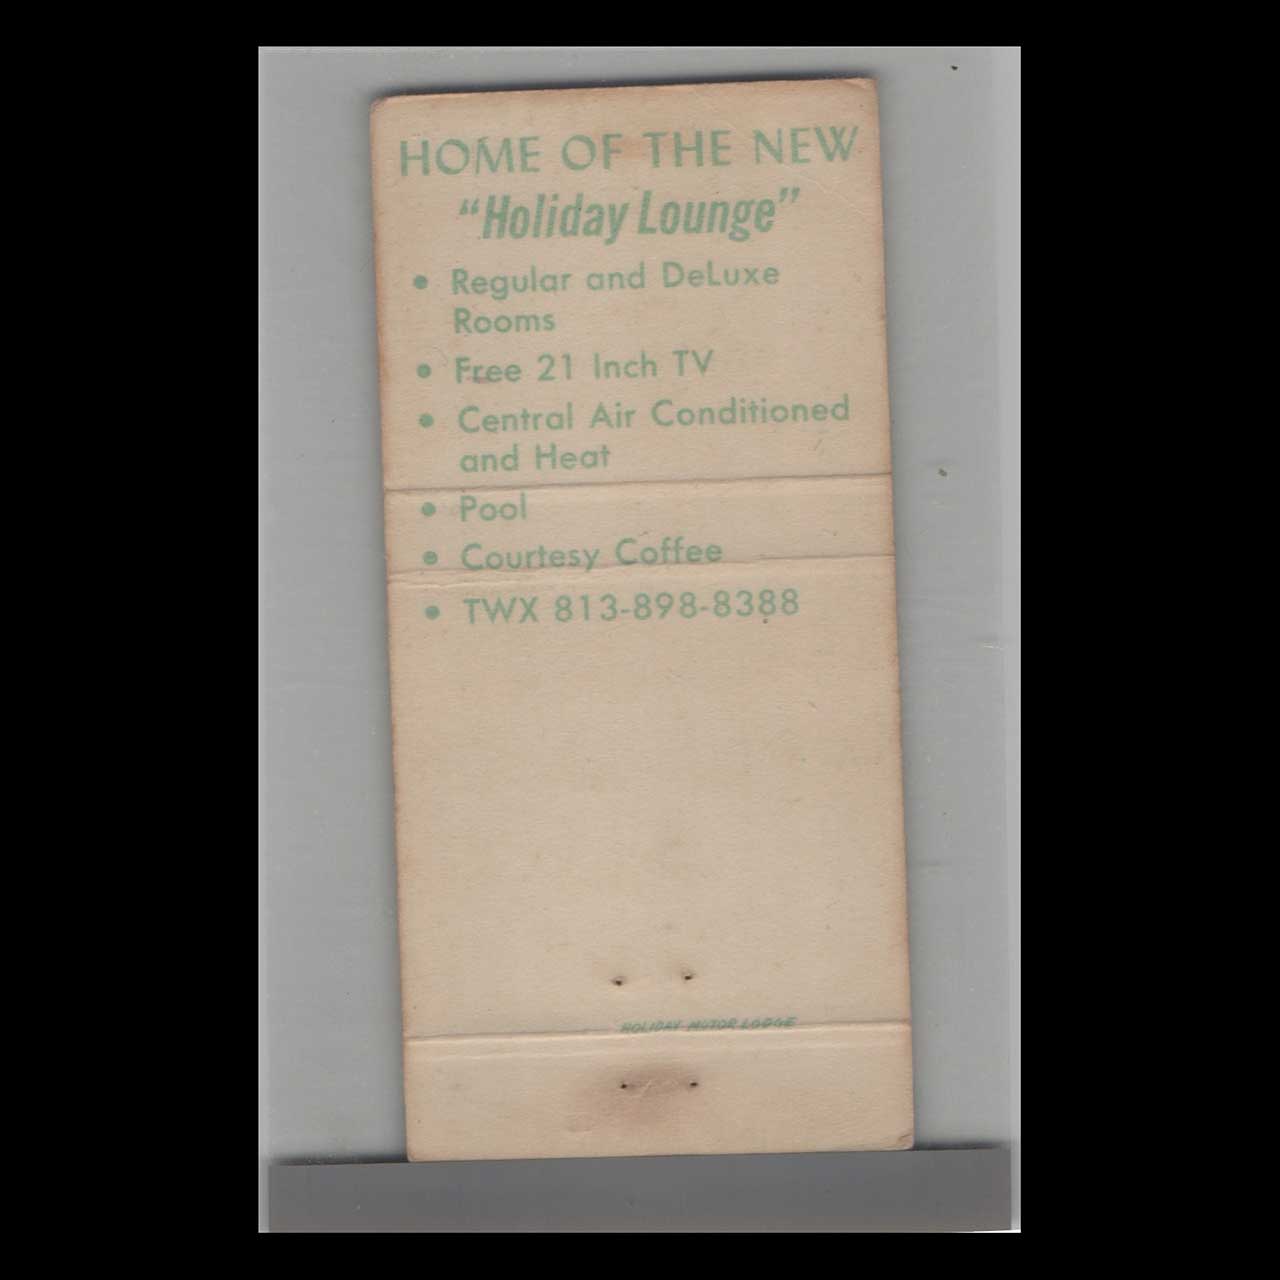 HOME OF THE NEW
"Holiday Lounge"
• Regular and DeLuxe
Rooms
• Free 21 Inch TV
• Central Air Conditioned
and Heat
• Pool
• Courtesy Coffee
• TWX 813-898-8388
HOLIDAY MOTOR LODGE